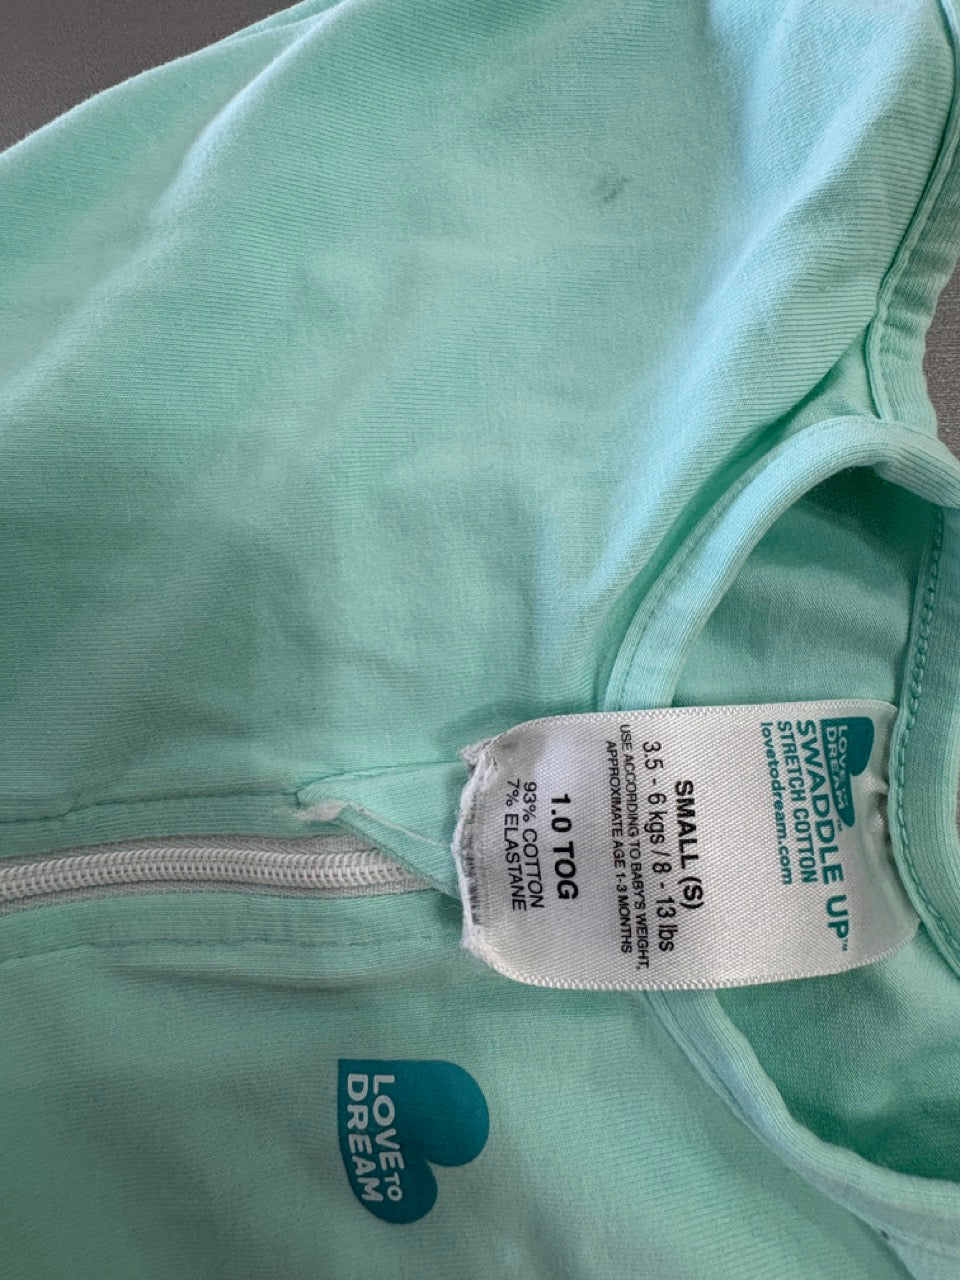 LOVE TO
DREAM™
SWADDLE UP™
STRETCH COTTON
lovetodream.com
SMALL (S)
3.5 - 6 kgs / 8 - 13 lbs
USE ACCORDING TO BABY'S WEIGHT,
APPROXIMATE AGE 1-3 MONTHS
1.0 TOG
93% COTTON
7% ELASTANE
LOVE TO
DREAM